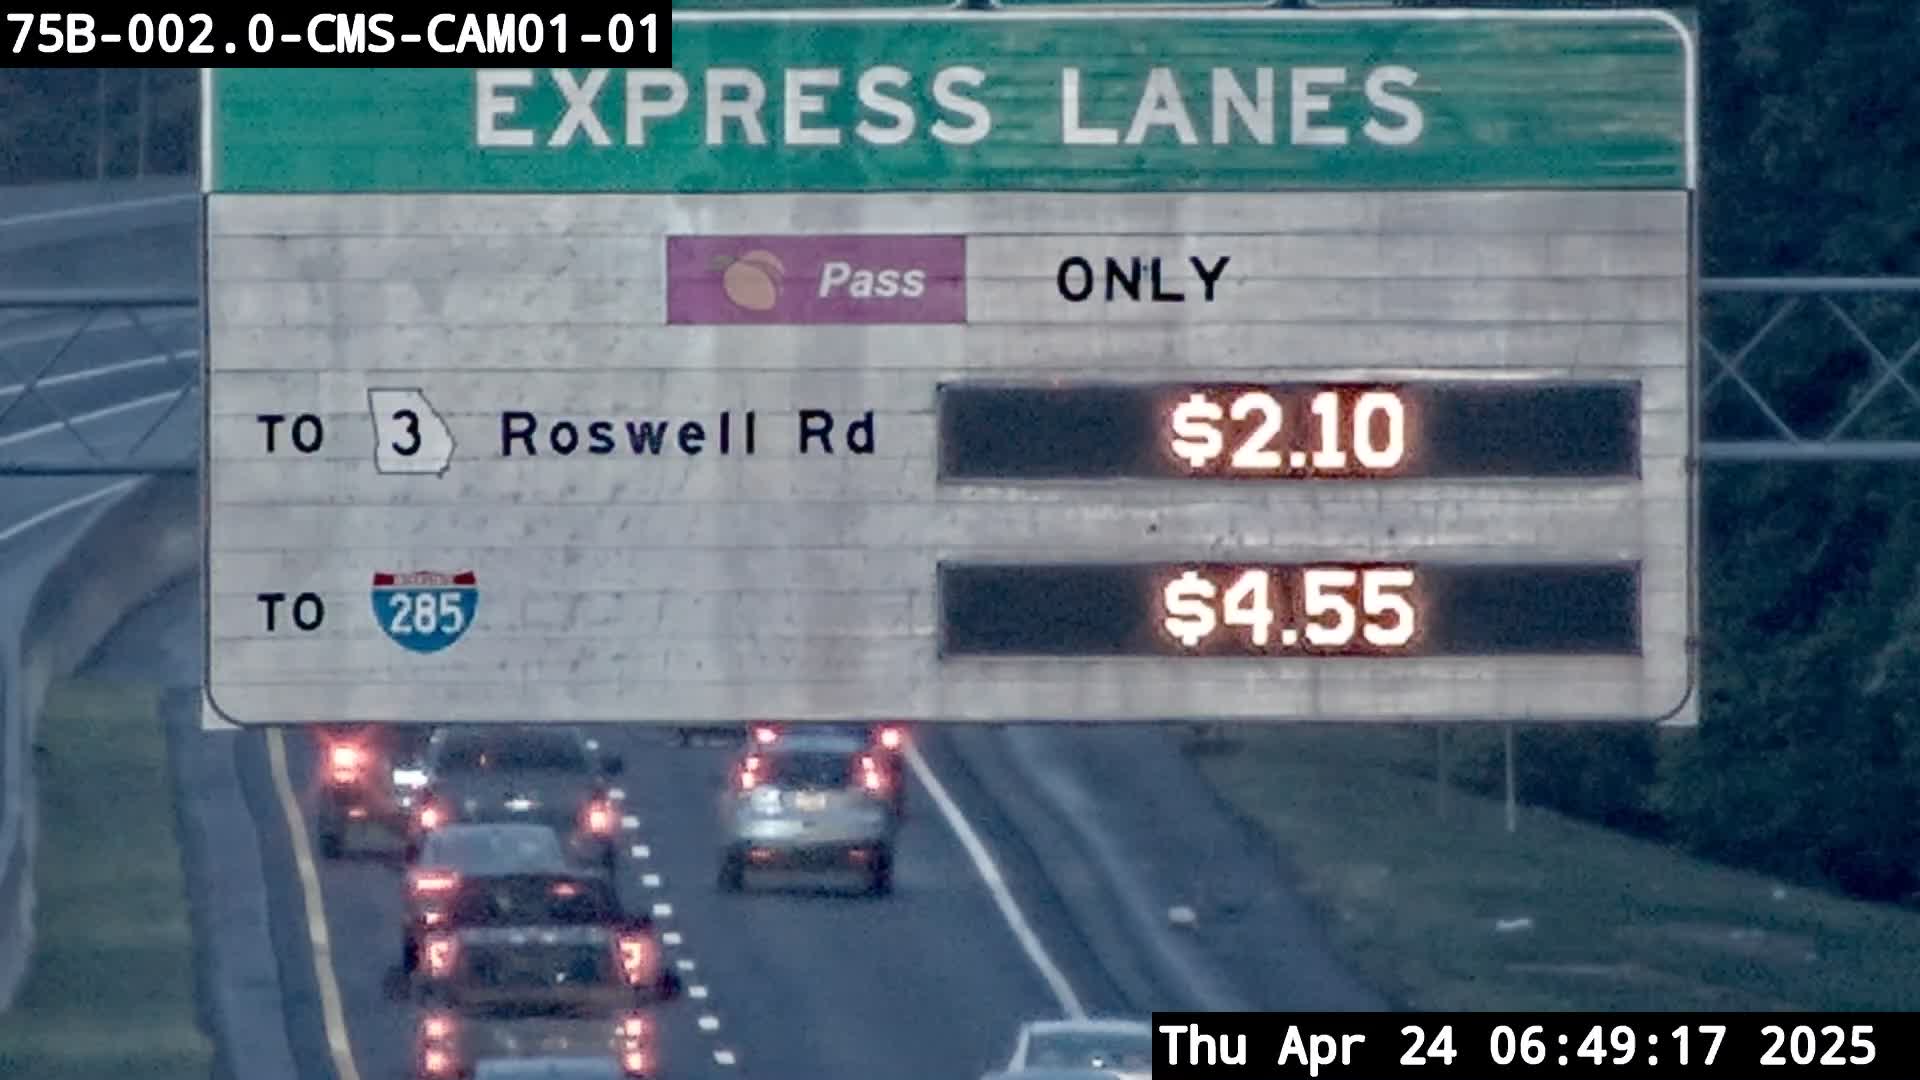 75B-002.0-CMS-CAM01-01
EXPRESS LANES
Pass ONLY
TO 3 Roswell Rd $2.10
TO 285 $4.55
Thu Apr 24 06:49:17 2025